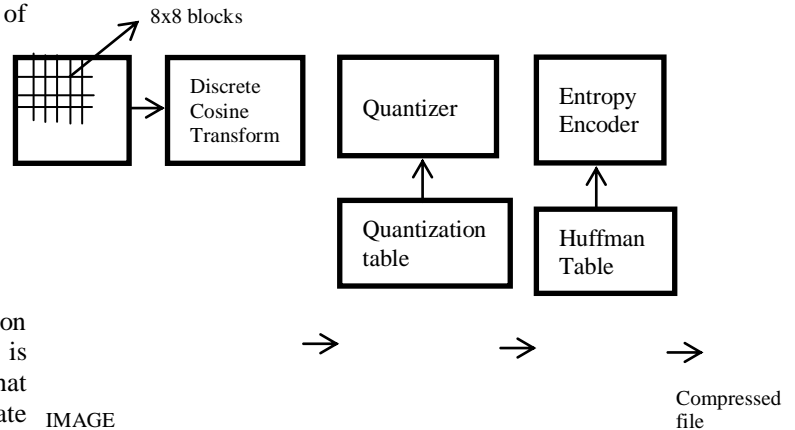 of
8x8 blocks
Discrete
Cosine
Transform
Quantizer
Entropy
Encoder
Quantization
table
Huffman
Table
on
is
hat
ate
IMAGE
Compressed
file